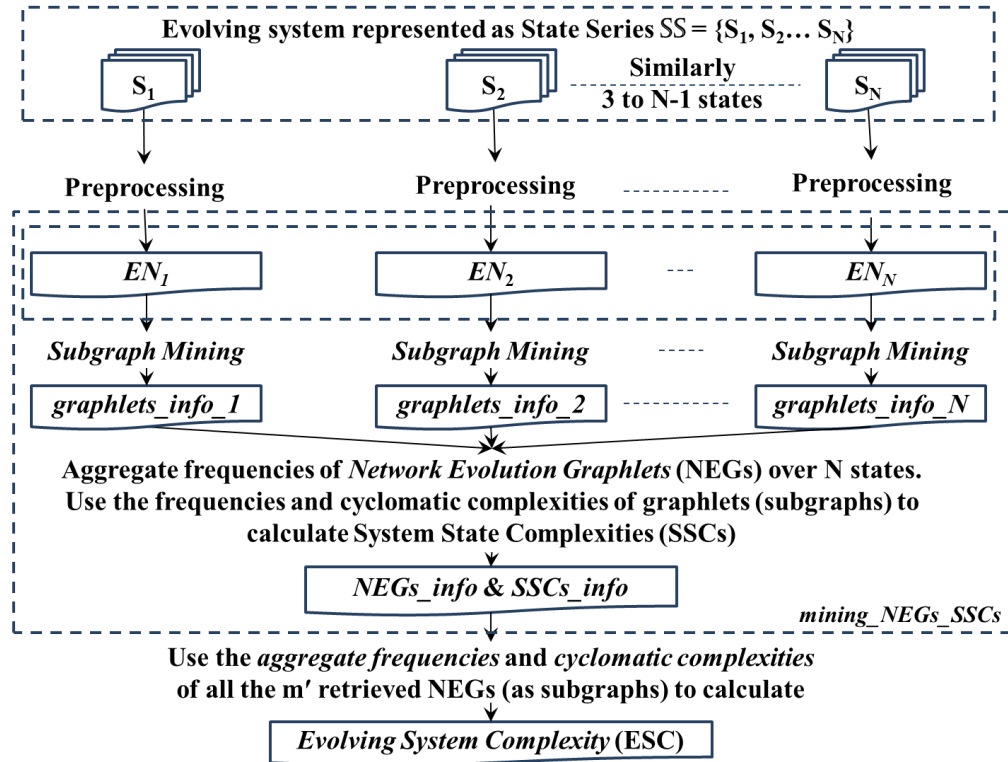 Evolving system represented as State Series SS = {S1, S2… SN}
S1 S2 Similarly SN
3 to N-1 states
Preprocessing Preprocessing Preprocessing
EN1 EN2 ENN
Subgraph Mining Subgraph Mining Subgraph Mining
graphlets_info_1 graphlets_info_2 graphlets_info_N
Aggregate frequencies of Network Evolution Graphlets (NEGs) over N states.
Use the frequencies and cyclomatic complexities of graphlets (subgraphs) to
calculate System State Complexities (SSCs)
NEGs_info & SSCs_info
mining_NEGs_SSCs
Use the aggregate frequencies and cyclomatic complexities
of all the m′ retrieved NEGs (as subgraphs) to calculate
Evolving System Complexity (ESC)